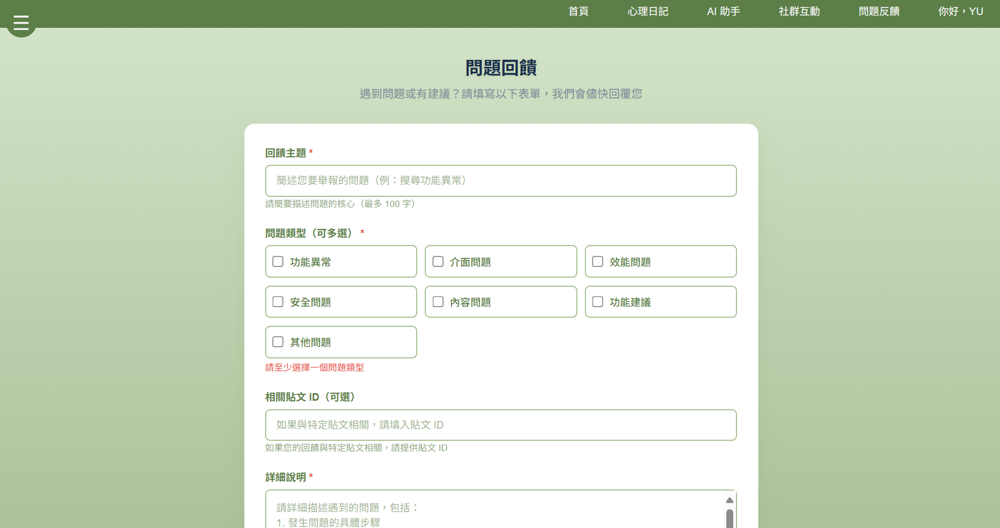 首頁 心理日記 AI 助手 社群互動 問題反饋 你好，YU
問題回饋
遇到問題或有建議？請填寫以下表單，我們會儘快回覆您
回饋主題 *
簡述您要舉報的問題（例：搜尋功能異常）
請簡要描述問題的核心（最多 100 字）
問題類型（可多選） *
功能異常 介面問題 效能問題
安全問題 內容問題 功能建議
其他問題
請至少選擇一個問題類型
相關貼文 ID（可選）
如果與特定貼文相關，請填入貼文 ID
如果您的回饋與特定貼文相關，請提供貼文 ID
詳細說明 *
請詳細描述遇到的問題，包括：
1. 發生問題的具體步驟